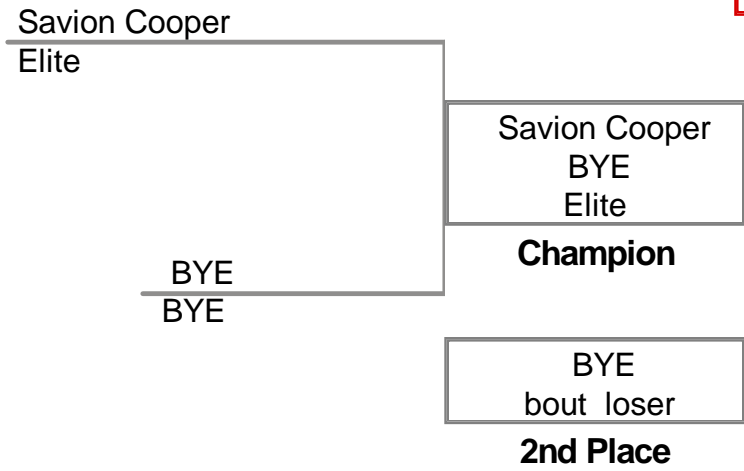 Savion Cooper
Elite
Savion Cooper
BYE
Elite
Champion
BYE
BYE
BYE
bout loser
2nd Place